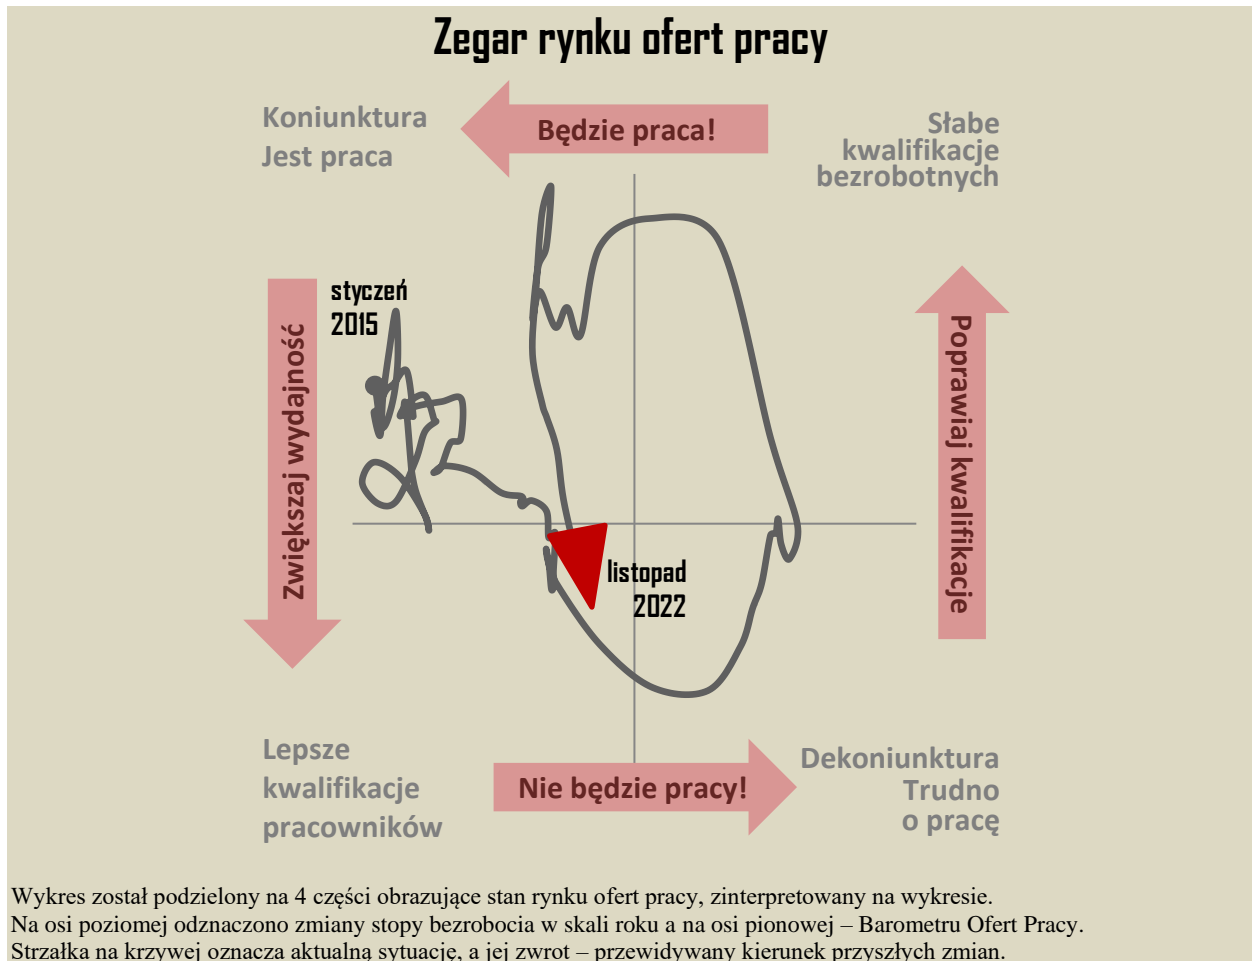 Zegar rynku ofert pracy
Koniunktura
Jest praca
Będzie praca!
Słabe
kwalifikacje
bezrobotnych
styczeń
2015
Zwiększaj wydajność
Poprawiaj kwalifikacje
listopad
2022
Lepsze
kwalifikacje
pracowników
Nie będzie pracy!
Dekoniunktura
Trudno
o pracę
Wykres został podzielony na 4 części obrazujące stan rynku ofert pracy, zinterpretowany na wykresie.
Na osi poziomej odznaczono zmiany stopy bezrobocia w skali roku a na osi pionowej – Barometru Ofert Pracy.
Strzałka na krzywej oznacza aktualną sytuację, a jej zwrot – przewidywany kierunek przyszłych zmian.